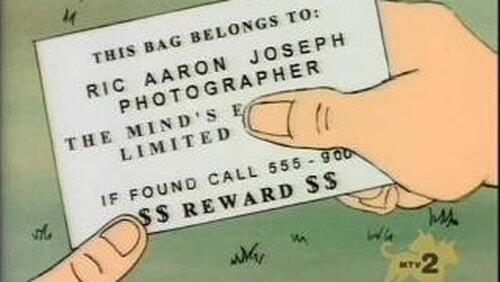 THIS BAG BELONGS TO:
RIC AARON JOSEPH
PHOTOGRAPHER
THE MIND'S
LIMITED
IF FOUND CALL 555-900
$$ REWARD $$
MTV2